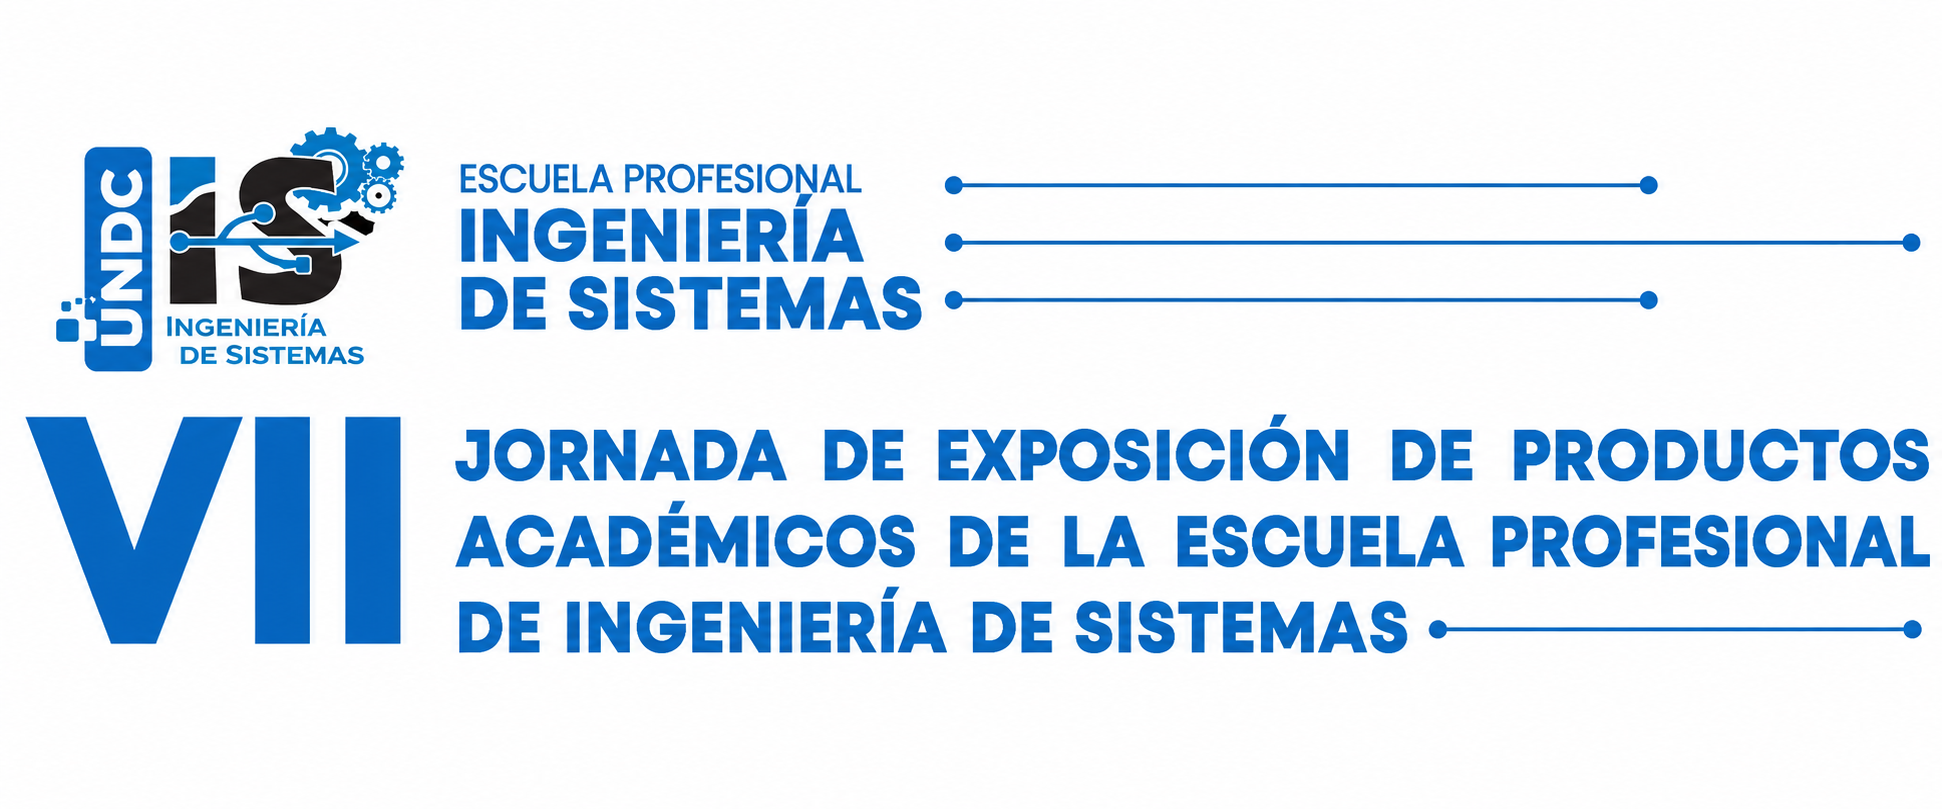 UNDC
IS
INGENIERÍA
DE SISTEMAS
ESCUELA PROFESIONAL
INGENIERÍA
DE SISTEMAS
VII
JORNADA DE EXPOSICIÓN DE PRODUCTOS
ACADÉMICOS DE LA ESCUELA PROFESIONAL
DE INGENIERÍA DE SISTEMAS